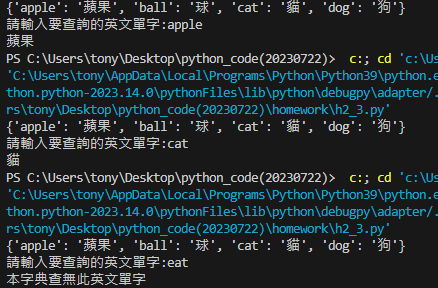 {'apple': '蘋果', 'ball': '球', 'cat': '貓', 'dog': '狗'}
請輸入要查詢的英文單字:apple
蘋果
PS C:\Users\tony\Desktop\python_code(20230722)>  c:; cd 'c:\Us
'C:\Users\tony\AppData\Local\Programs\Python\Python39\python.e
thon.python-2023.14.0\pythonFiles\lib\python\debugpy\adapter/.
rs\tony\Desktop\python_code(20230722)\homework\h2_3.py'
{'apple': '蘋果', 'ball': '球', 'cat': '貓', 'dog': '狗'}
請輸入要查詢的英文單字:cat
貓
PS C:\Users\tony\Desktop\python_code(20230722)>  c:; cd 'c:\Us
'C:\Users\tony\AppData\Local\Programs\Python\Python39\python.e
thon.python-2023.14.0\pythonFiles\lib\python\debugpy\adapter/.
rs\tony\Desktop\python_code(20230722)\homework\h2_3.py'
{'apple': '蘋果', 'ball': '球', 'cat': '貓', 'dog': '狗'}
請輸入要查詢的英文單字:eat
本字典查無此英文單字